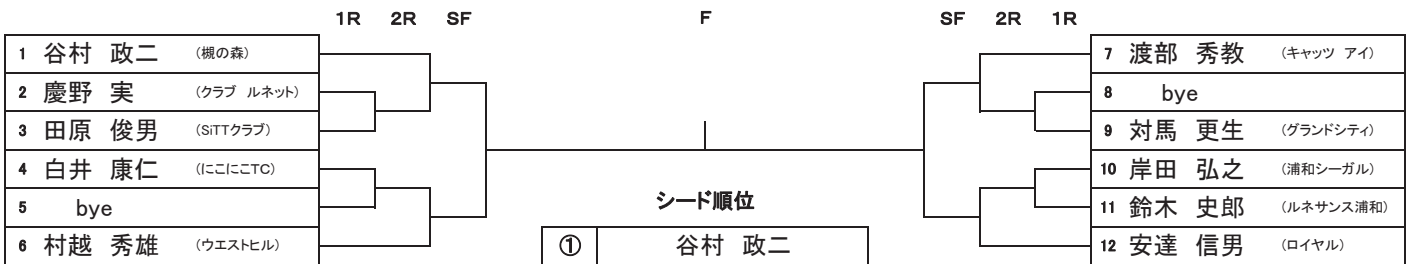 1R 2R SF F SF 2R 1R
1 谷村 政二 (槻の森)
2 慶野 実 (クラブ ルネット)
3 田原 俊男 (SiTTクラブ)
4 白井 康仁 (にこにこTC)
5 bye
6 村越 秀雄 (ウエストヒル)
シード順位
① 谷村 政二
7 渡部 秀教 (キャッツ アイ)
8 bye
9 対馬 更生 (グランドシティ)
10 岸田 弘之 (浦和シーガル)
11 鈴木 史郎 (ルネサンス浦和)
12 安達 信男 (ロイヤル)